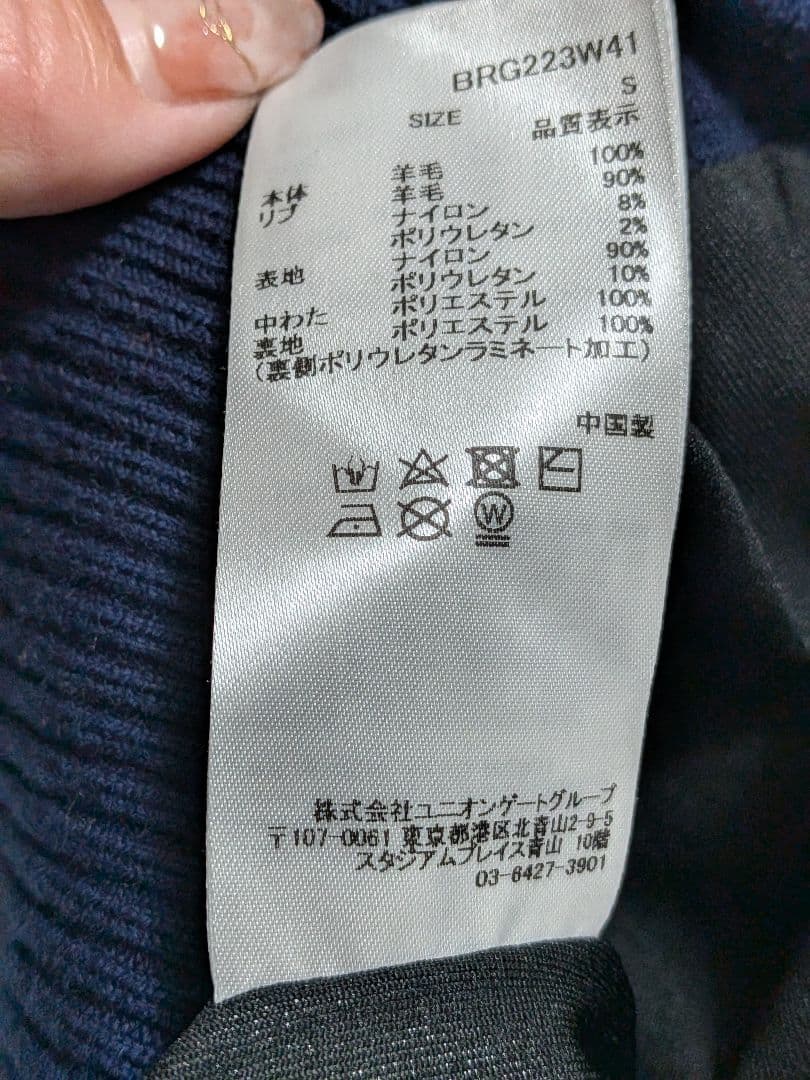 BRG223W41
SIZE S
品質表示
本体 羊毛 100%
リブ 羊毛 90%
ナイロン 8%
ポリウレタン 2%
表地 ナイロン 90%
ポリウレタン 10%
中わた ポリエステル 100%
裏地 ポリエステル 100%
(裏側ポリウレタンラミネート加工)
中国製
W
株式会社ユニオンゲートグループ
〒107-0061 東京都港区北青山2-9-5
スタジアムプレイス青山 10階
03-6427-3901